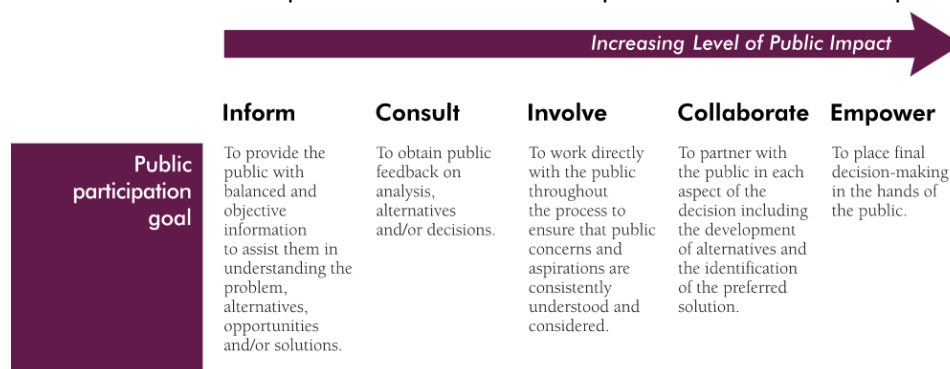 Increasing Level of Public Impact
Inform
Consult
Involve
Collaborate
Empower
Public
participation
goal
To provide the
public with
balanced and
objective
information
to assist them in
understanding the
problem,
alternatives,
opportunities
and/or solutions.
To obtain public
feedback on
analysis,
alternatives
and/or decisions.
To work directly
with the public
throughout
the process to
ensure that public
concerns and
aspirations are
consistently
understood and
considered.
To partner with
the public in each
aspect of the
decision including
the development
of alternatives and
the identification
of the preferred
solution.
To place final
decision-making
in the hands of
the public.